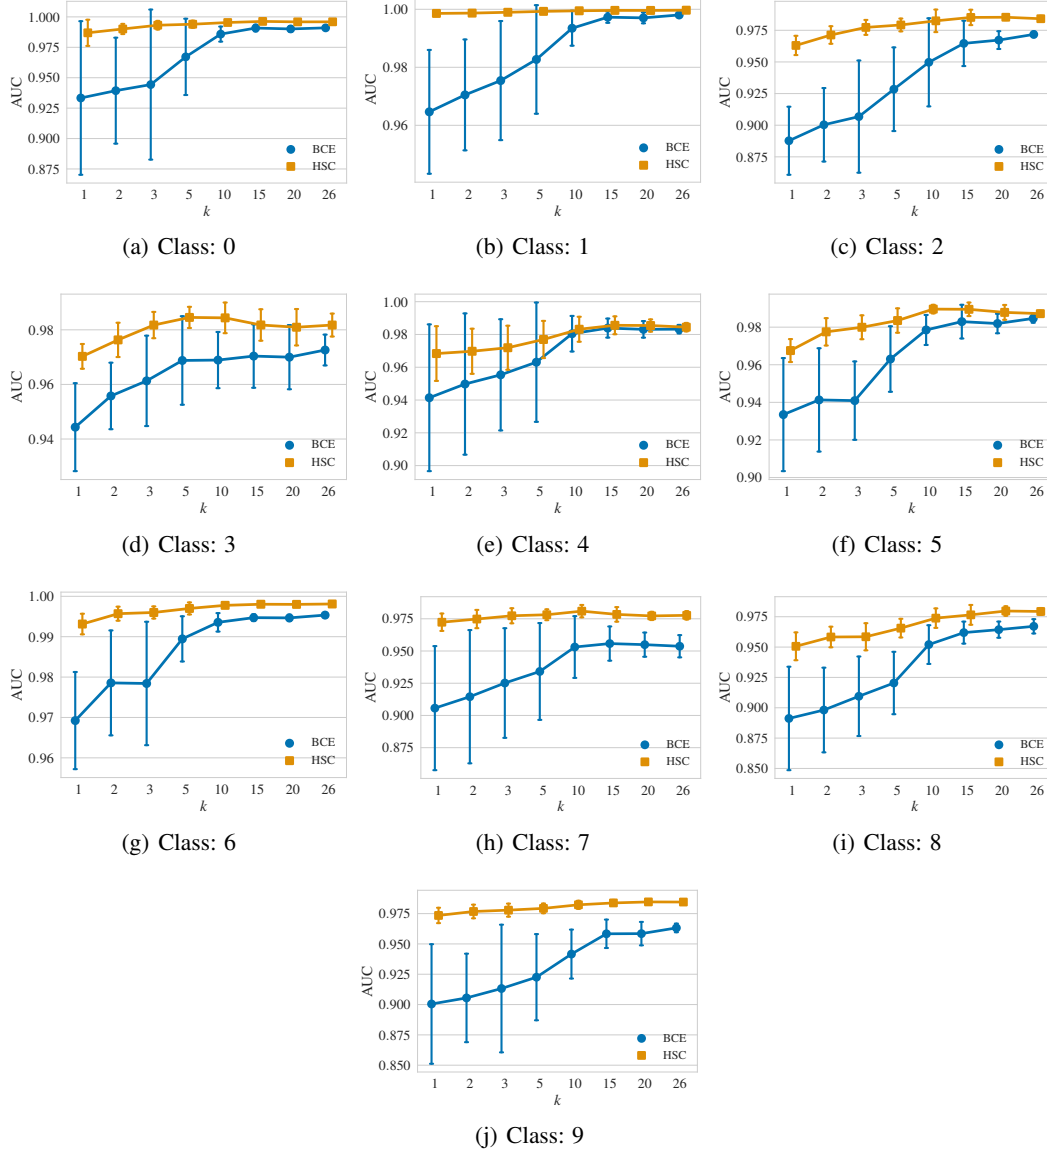 1.000
0.975
0.950
0.925
0.900
0.875
AUC
BCE
HSC
1 2 3 5 10 15 20 26
k
(a) Class: 0
1.00
0.98
0.96
AUC
BCE
HSC
1 2 3 5 10 15 20 26
k
(b) Class: 1
0.975
0.950
0.925
0.900
0.875
AUC
BCE
HSC
1 2 3 5 10 15 20 26
k
(c) Class: 2
0.98
0.96
0.94
AUC
BCE
HSC
1 2 3 5 10 15 20 26
k
(d) Class: 3
1.00
0.98
0.96
0.94
0.92
0.90
AUC
BCE
HSC
1 2 3 5 10 15 20 26
k
(e) Class: 4
0.98
0.96
0.94
0.92
0.90
AUC
BCE
HSC
1 2 3 5 10 15 20 26
k
(f) Class: 5
1.00
0.99
0.98
0.97
0.96
AUC
BCE
HSC
1 2 3 5 10 15 20 26
k
(g) Class: 6
0.975
0.950
0.925
0.900
0.875
AUC
BCE
HSC
1 2 3 5 10 15 20 26
k
(h) Class: 7
0.975
0.950
0.925
0.900
0.875
0.850
AUC
BCE
HSC
1 2 3 5 10 15 20 26
k
(i) Class: 8
0.975
0.950
0.925
0.900
0.875
0.850
AUC
BCE
HSC
1 2 3 5 10 15 20 26
k
(j) Class: 9